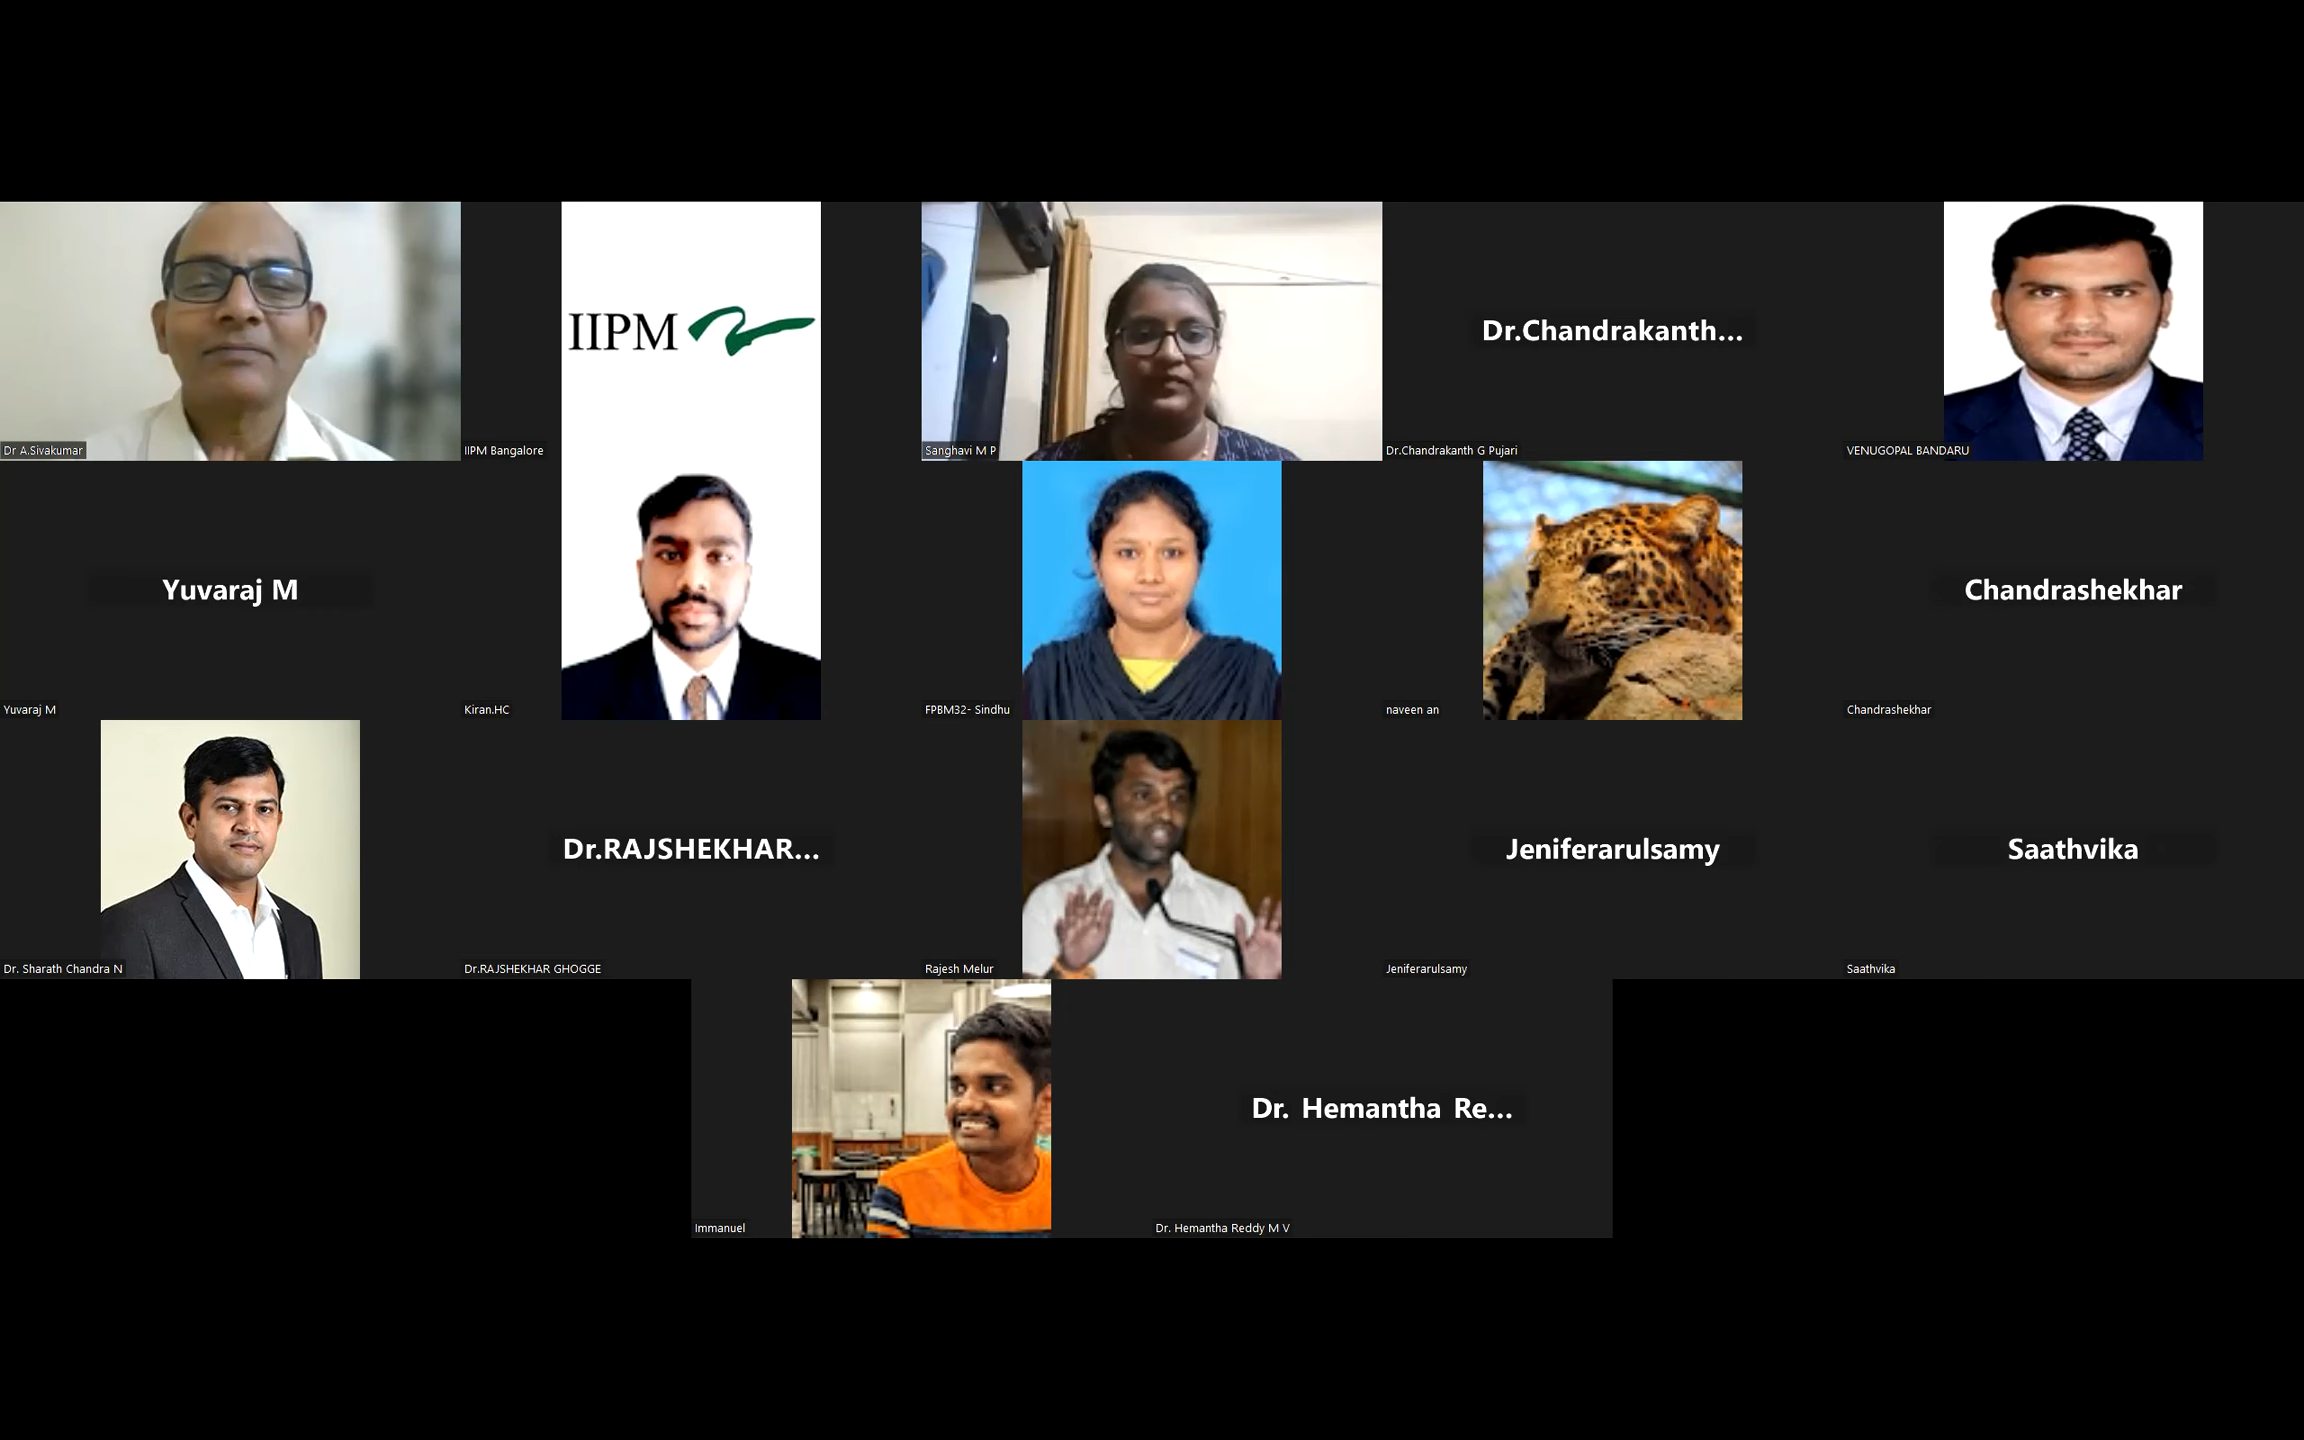 IIPM
Dr.Chandrakanth...
Dr A.Sivakumar
IIPM Bangalore
Sanghavi M P
Dr.Chandrakanth G Pujari
VENUGOPAL BANDARU
Yuvaraj M
Chandrashekhar
Yuvaraj M
Kiran.HC
FPBM32- Sindhu
naveen an
Chandrashekhar
Dr.RAJSHEKHAR...
Jeniferarulsamy
Saathvika
Dr. Sharath Chandra N
Dr.RAJSHEKHAR GHOGGE
Rajesh Melur
Jeniferarulsamy
Saathvika
Dr. Hemantha Re...
Immanuel
Dr. Hemantha Reddy M V